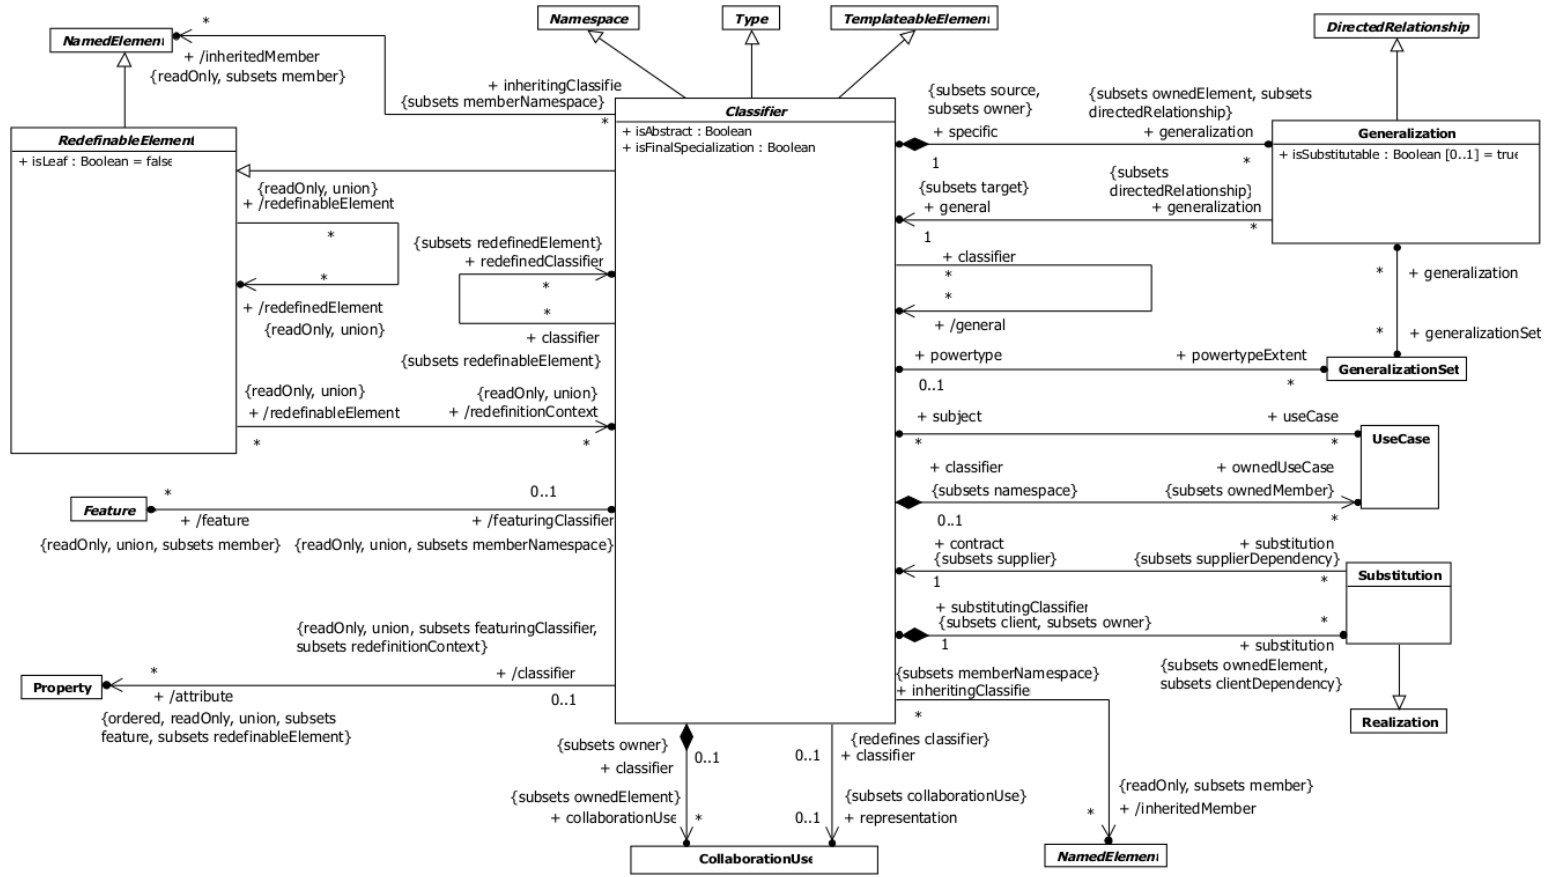 Namespace
Type
TemplateableElement
DirectedRelationship
NamedElement
*
+ /inheritedMember
{readOnly, subsets member}
+ inheritingClassifie
{subsets memberNamespace}
*
RedefinableElement
+ isLeaf : Boolean = false
{readOnly, union}
+ /redefinableElement
*
*
+ /redefinedElement
{readOnly, union}
{readOnly, union}
+ /redefinableElement
*
{readOnly, union}
+ /redefinitionContext
*
{subsets redefinedElement}
+ redefinedClassifier
*
*
+ classifier
{subsets redefinableElement}
Classifier
+ isAbstract : Boolean
+ isFinalSpecialization : Boolean
{subsets source,
subsets owner}
+ specific
1
{subsets ownedElement, subsets
directedRelationship}
+ generalization
*
Generalization
+ isSubstitutable : Boolean [0..1] = true
{subsets target}
+ general
1
{subsets
directedRelationship}
+ generalization
*
+ classifier
*
*
+ /general
*
+ generalization
*
+ generalizationSet
GeneralizationSet
+ powertype
0..1
+ powertypeExtent
*
+ subject
*
+ useCase
*
UseCase
+ classifier
{subsets namespace}
0..1
+ ownedUseCase
{subsets ownedMember}
*
Feature
*
+ /feature
{readOnly, union, subsets member}
0..1
+ /featuringClassifier
{readOnly, union, subsets memberNamespace}
+ contract
{subsets supplier}
1
+ substitution
{subsets supplierDependency}
*
Substitution
+ substitutingClassifier
{subsets client, subsets owner}
1
*
+ substitution
{subsets ownedElement,
subsets clientDependency}
Realization
{readOnly, union, subsets featuringClassifier,
subsets redefinitionContext}
+ /classifier
0..1
Property
*
+ /attribute
{ordered, readOnly, union, subsets
feature, subsets redefinableElement}
{subsets memberNamespace}
+ inheritingClassifie
*
{readOnly, subsets member}
+ /inheritedMember
*
NamedElement
{subsets owner}
+ classifier
0..1
{subsets ownedElement}
+ collaborationUse
*
{redefines classifier}
+ classifier
0..1
{subsets collaborationUse}
+ representation
0..1
CollaborationUse